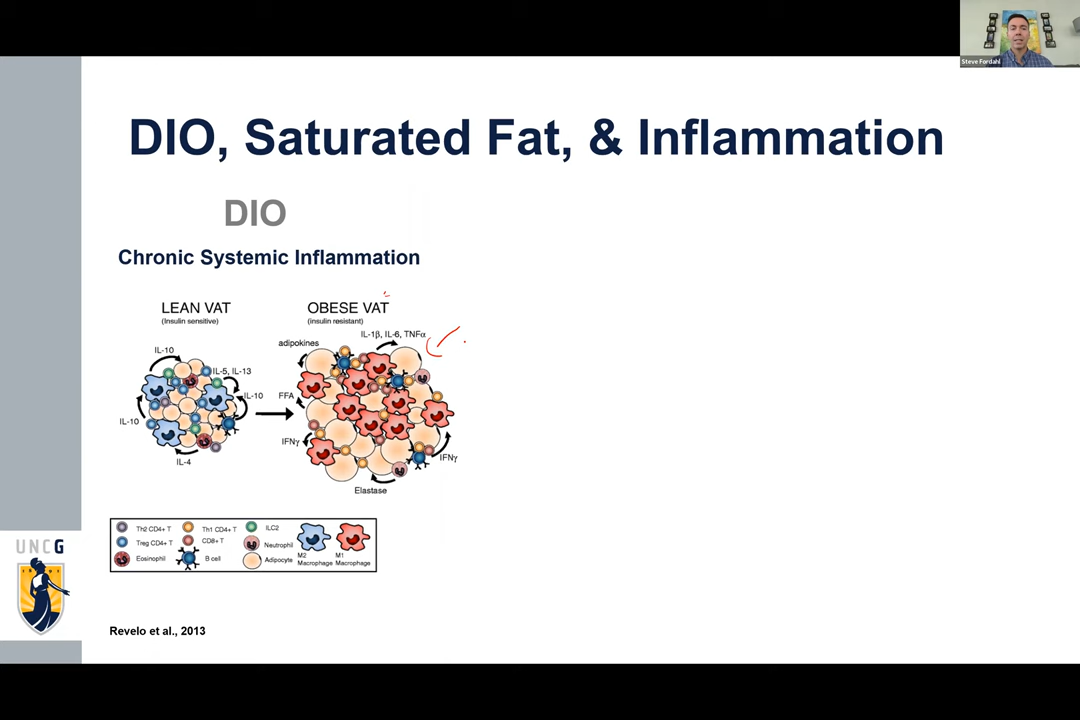 Steve Fordahl
DIO, Saturated Fat, & Inflammation
DIO
Chronic Systemic Inflammation
LEAN VAT
(Insulin sensitive)
OBESE VAT
(insulin resistant)
IL-10
IL-5, IL-13
IL-10
IL-10
IL-4
adipokines
IL-1β, IL-6, TNFα
FFA
IFNγ
IFNγ
Elastase
Th2 CD4+ T
Th1 CD4+ T
ILC2
Treg CD4+ T
CD8+ T
Neutrophil
Eosinophil
B cell
Adipocyte
M2
Macrophage
M1
Macrophage
UNCG
Revelo et al., 2013